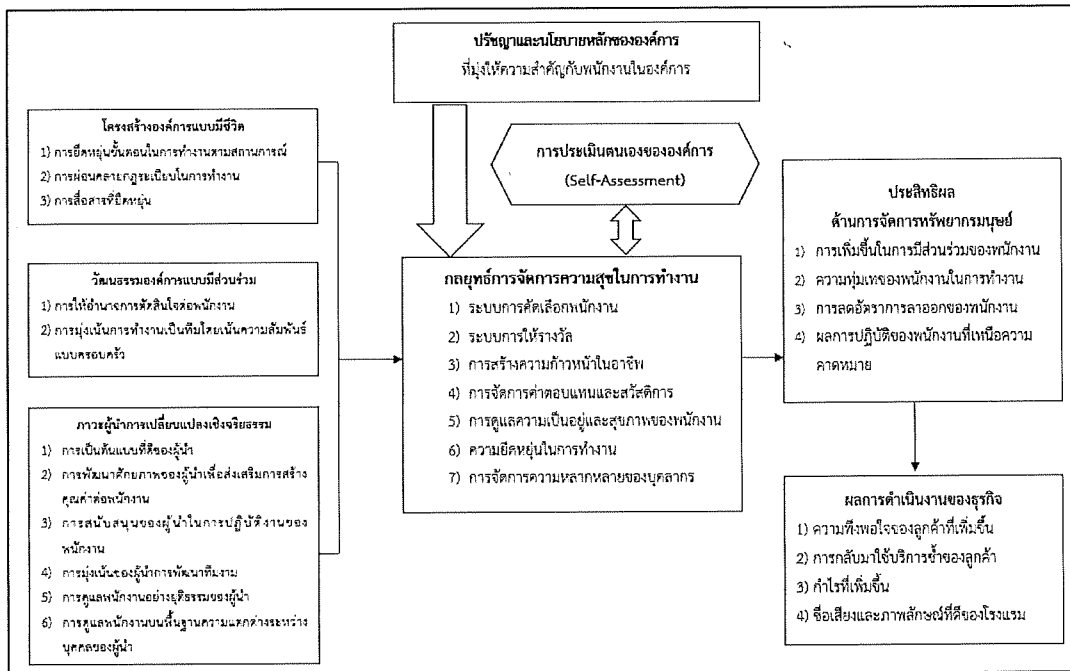 ปรัชญาและนโยบายหลักขององค์การ
ที่มุ่งให้ความสำคัญกับพนักงานในองค์การ
โครงสร้างองค์การแบบมีชีวิต
1) การยืดหยุ่นขั้นตอนในการทำงานตามสถานการณ์
2) การผ่อนคลายกฎระเบียบในการทำงาน
3) การสื่อสารที่ยืดหยุ่น
วัฒนธรรมองค์การแบบมีส่วนร่วม
1) การให้อำนาจการตัดสินใจต่อพนักงาน
2) การมุ่งเน้นการทำงานเป็นทีมโดยเน้นความสัมพันธ์
แบบครอบครัว
ภาวะผู้นำการเปลี่ยนแปลงเชิงจริยธรรม
1) การเป็นต้นแบบที่ดีของผู้นำ
2) การพัฒนาศักยภาพของผู้นำเพื่อส่งเสริมการสร้าง
คุณค่าต่อพนักงาน
3) การสนับสนุนของผู้นำในการปฏิบัติงานของ
พนักงาน
4) การมุ่งเน้นของผู้นำการพัฒนาทีมงาม
5) การดูแลพนักงานอย่างยุติธรรมของผู้นำ
6) การดูแลพนักงานบนพื้นฐานความแตกต่างระหว่าง
บุคคลของผู้นำ
การประเมินตนเองขององค์การ
(Self-Assessment)
กลยุทธ์การจัดการความสุขในการทำงาน
1) ระบบการคัดเลือกพนักงาน
2) ระบบการให้รางวัล
3) การสร้างความก้าวหน้าในอาชีพ
4) การจัดการค่าตอบแทนและสวัสดิการ
5) การดูแลความเป็นอยู่และสุขภาพของพนักงาน
6) ความยืดหยุ่นในการทำงาน
7) การจัดการความหลากหลายของบุคลากร
ประสิทธิผล
ด้านการจัดการทรัพยากรมนุษย์
1) การเพิ่มขึ้นในการมีส่วนร่วมของพนักงาน
2) ความทุ่มเทของพนักงานในการทำงาน
3) การลดอัตราการลาออกของพนักงาน
4) ผลการปฏิบัติของพนักงานที่เหนือความ
คาดหมาย
ผลการดำเนินงานของธุรกิจ
1) ความพึงพอใจของลูกค้าที่เพิ่มขึ้น
2) การกลับมาใช้บริการซ้ำของลูกค้า
3) กำไรที่เพิ่มขึ้น
4) ชื่อเสียงและภาพลักษณ์ที่ดีของโรงแรม